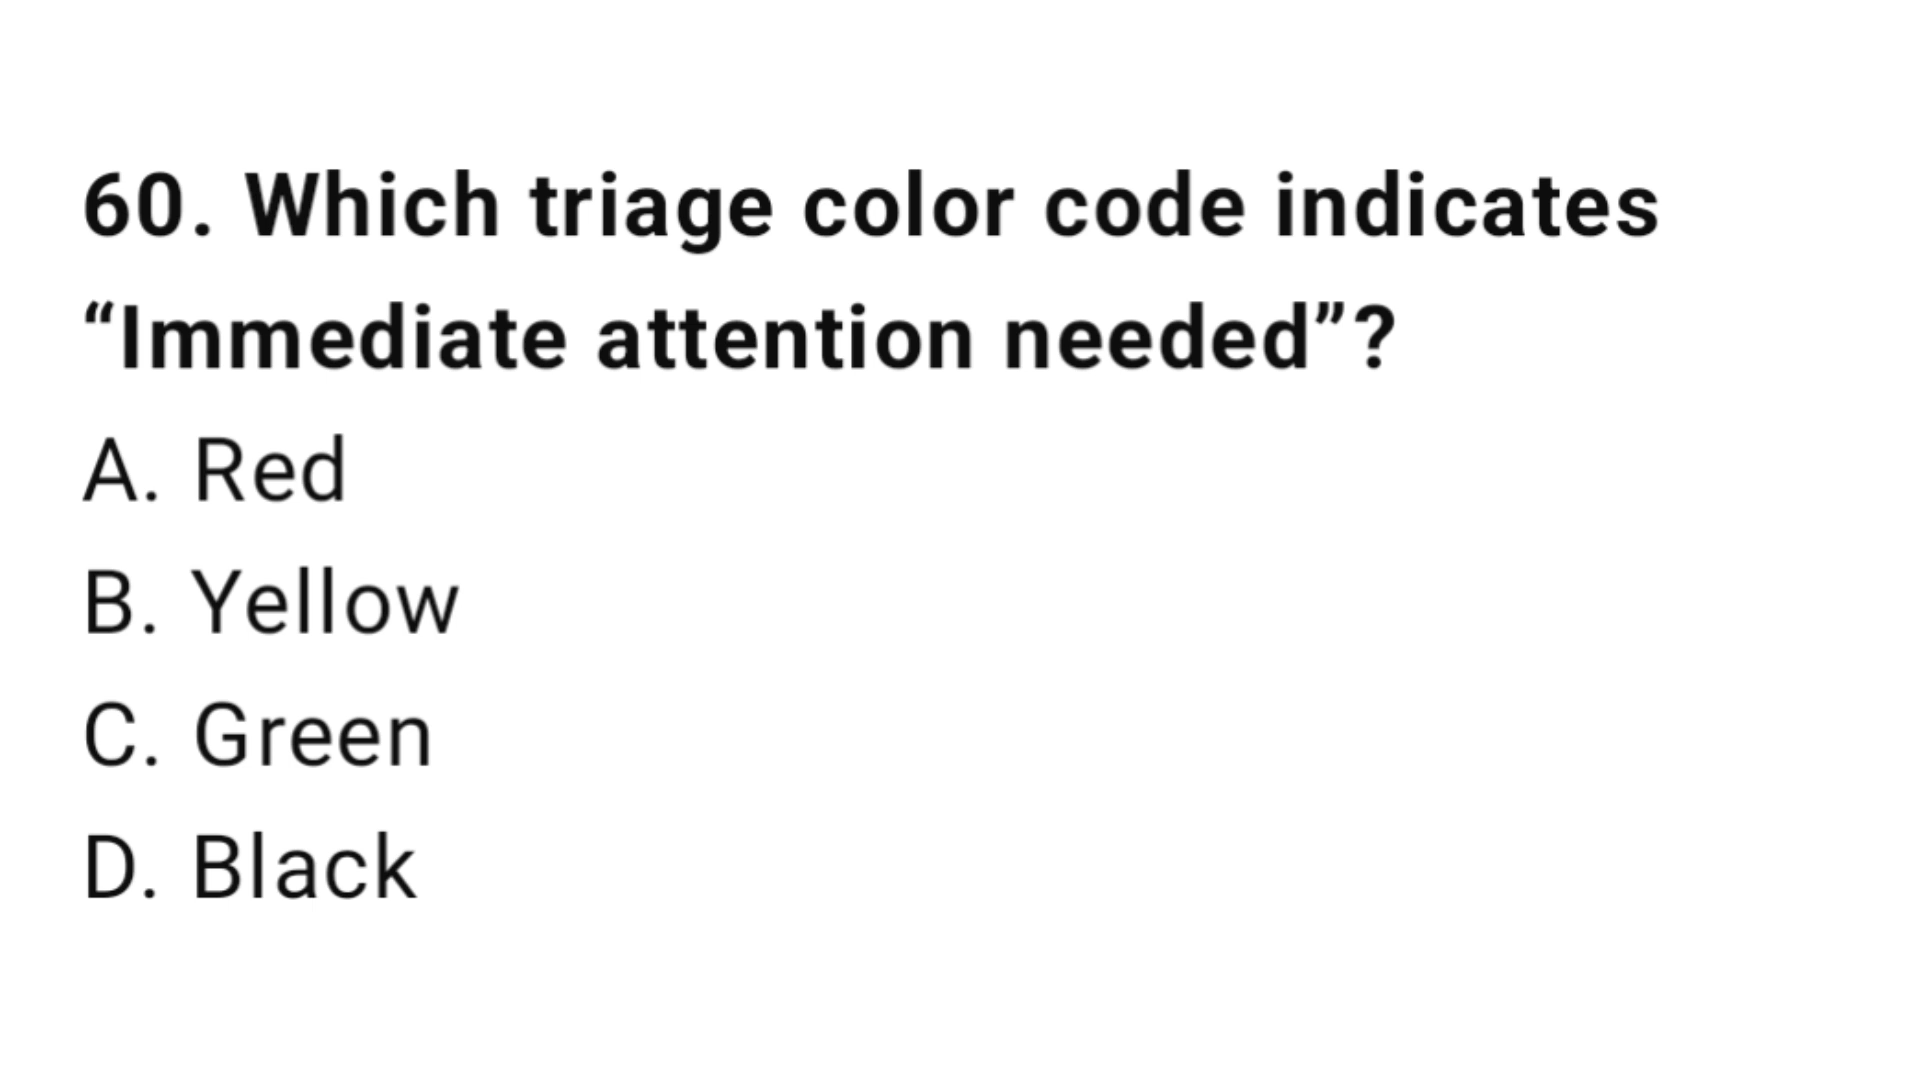 60. Which triage color code indicates
“Immediate attention needed”?
A. Red
B. Yellow
C. Green
D. Black